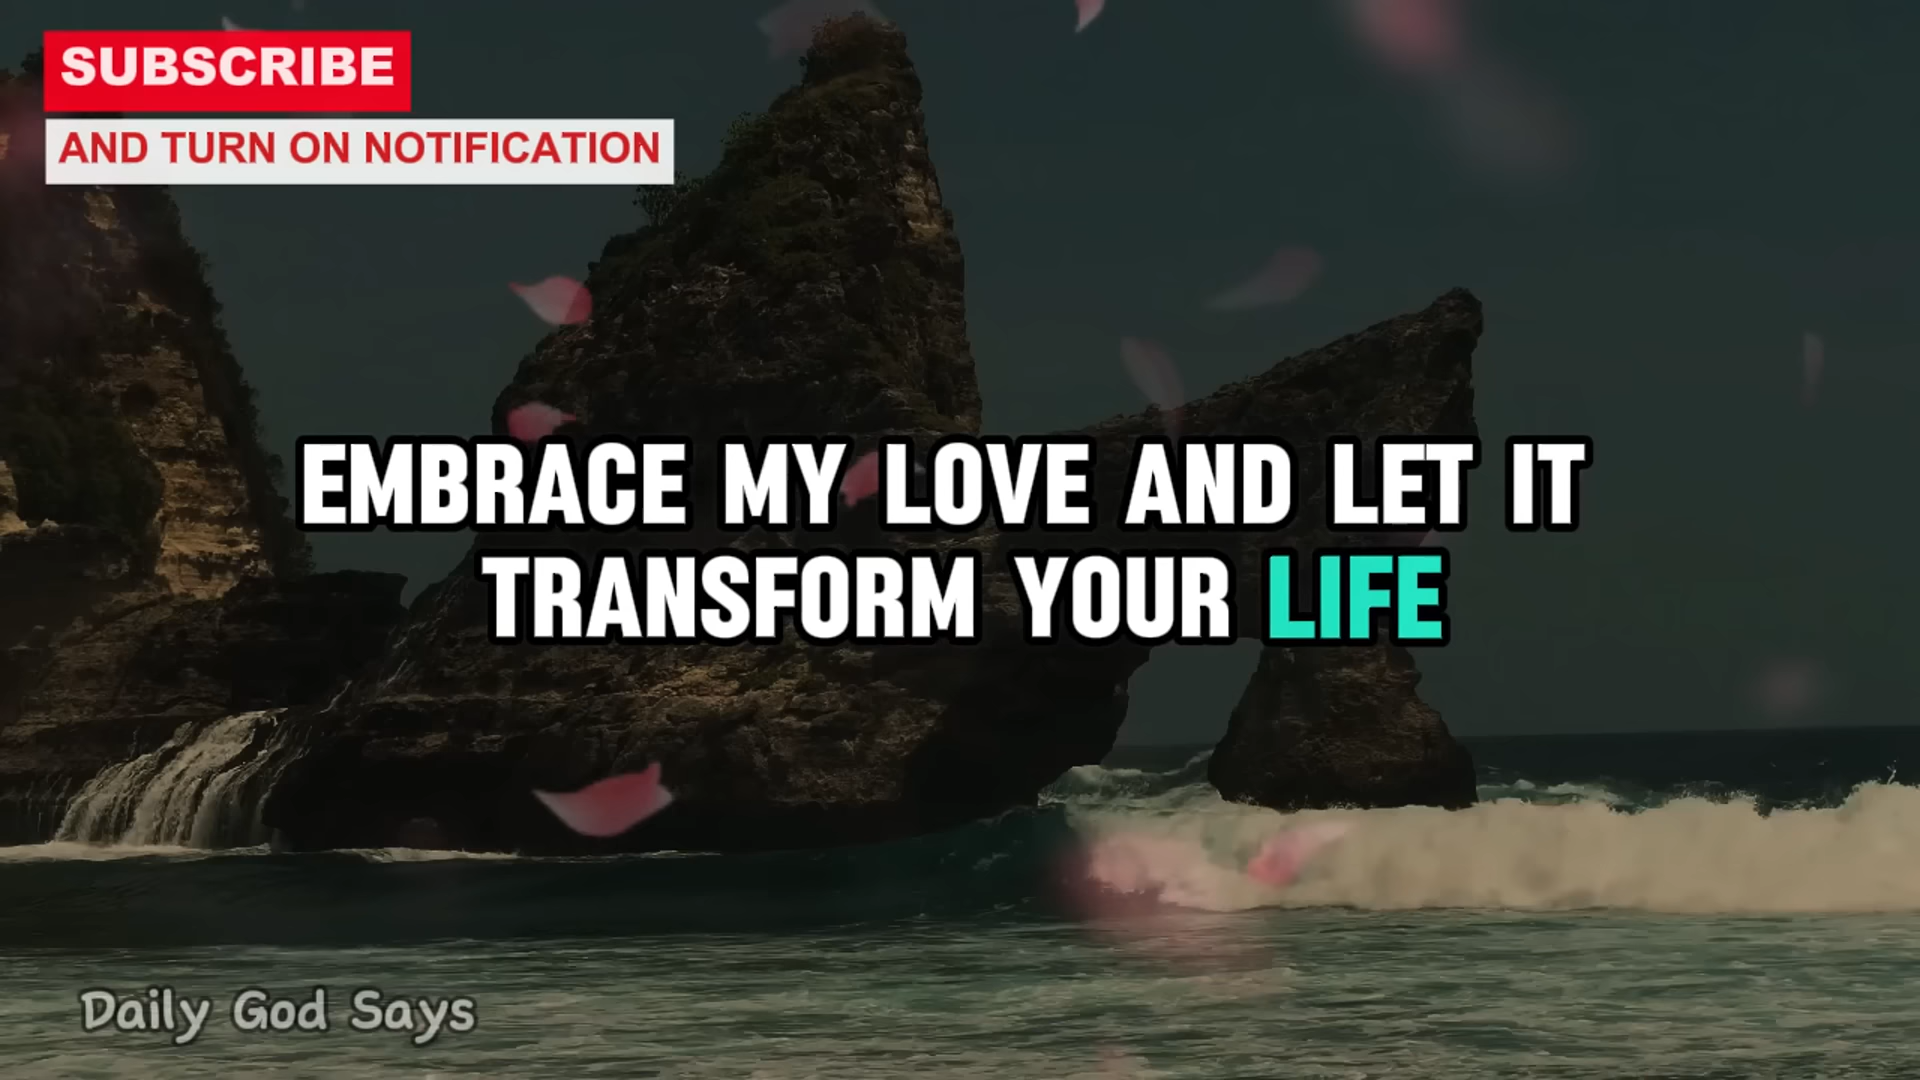 SUBSCRIBE
AND TURN ON NOTIFICATION
EMBRACE MY LOVE AND LET IT
TRANSFORM YOUR LIFE
Daily God Says